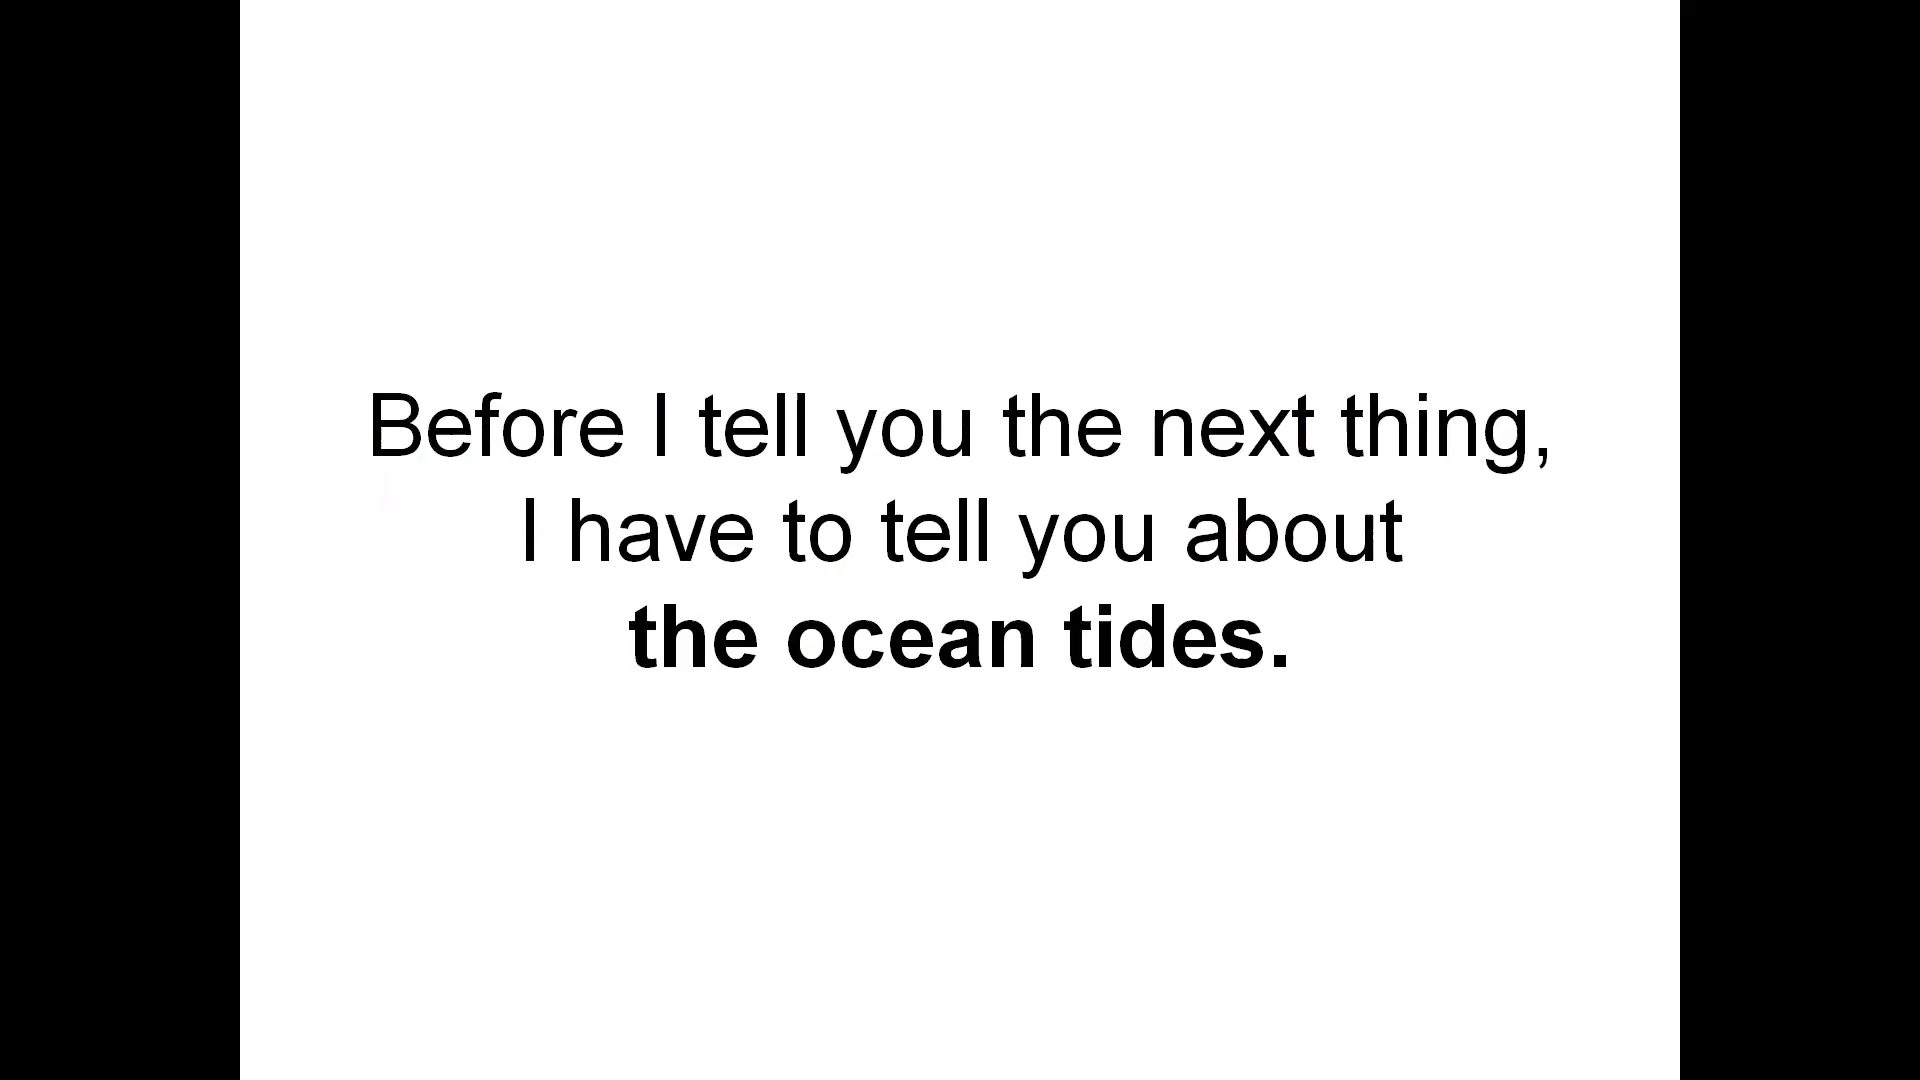 Before I tell you the next thing,
I have to tell you about
the ocean tides.